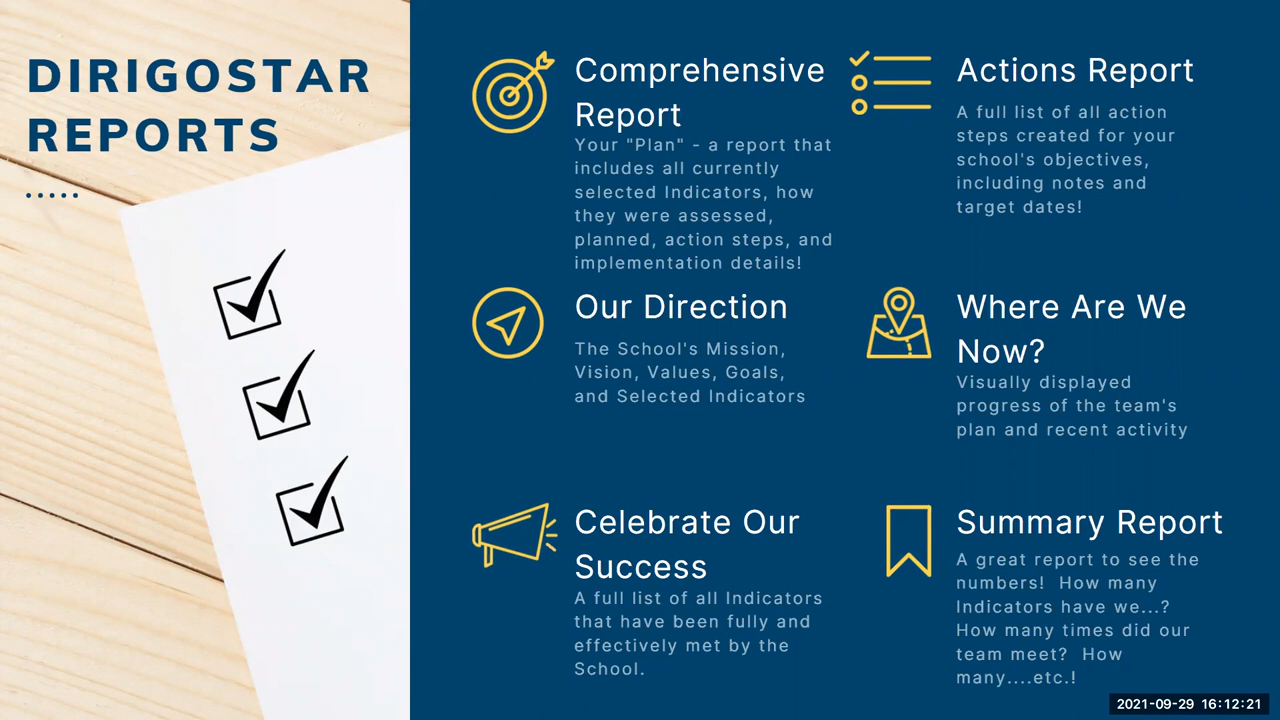 DIRIGOSTAR
REPORTS
Comprehensive
Report
Your "Plan" - a report that
includes all currently
selected Indicators, how
they were assessed,
planned, action steps, and
implementation details!
Actions Report
A full list of all action
steps created for your
school's objectives,
including notes and
target dates!
Our Direction
The School's Mission,
Vision, Values, Goals,
and Selected Indicators
Where Are We
Now?
Visually displayed
progress of the team's
plan and recent activity
Celebrate Our
Success
A full list of all Indicators
that have been fully and
effectively met by the
School.
Summary Report
A great report to see the
numbers!  How many
Indicators have we...?
How many times did our
team meet?  How
many....etc.!
2021-09-29 16:12:21